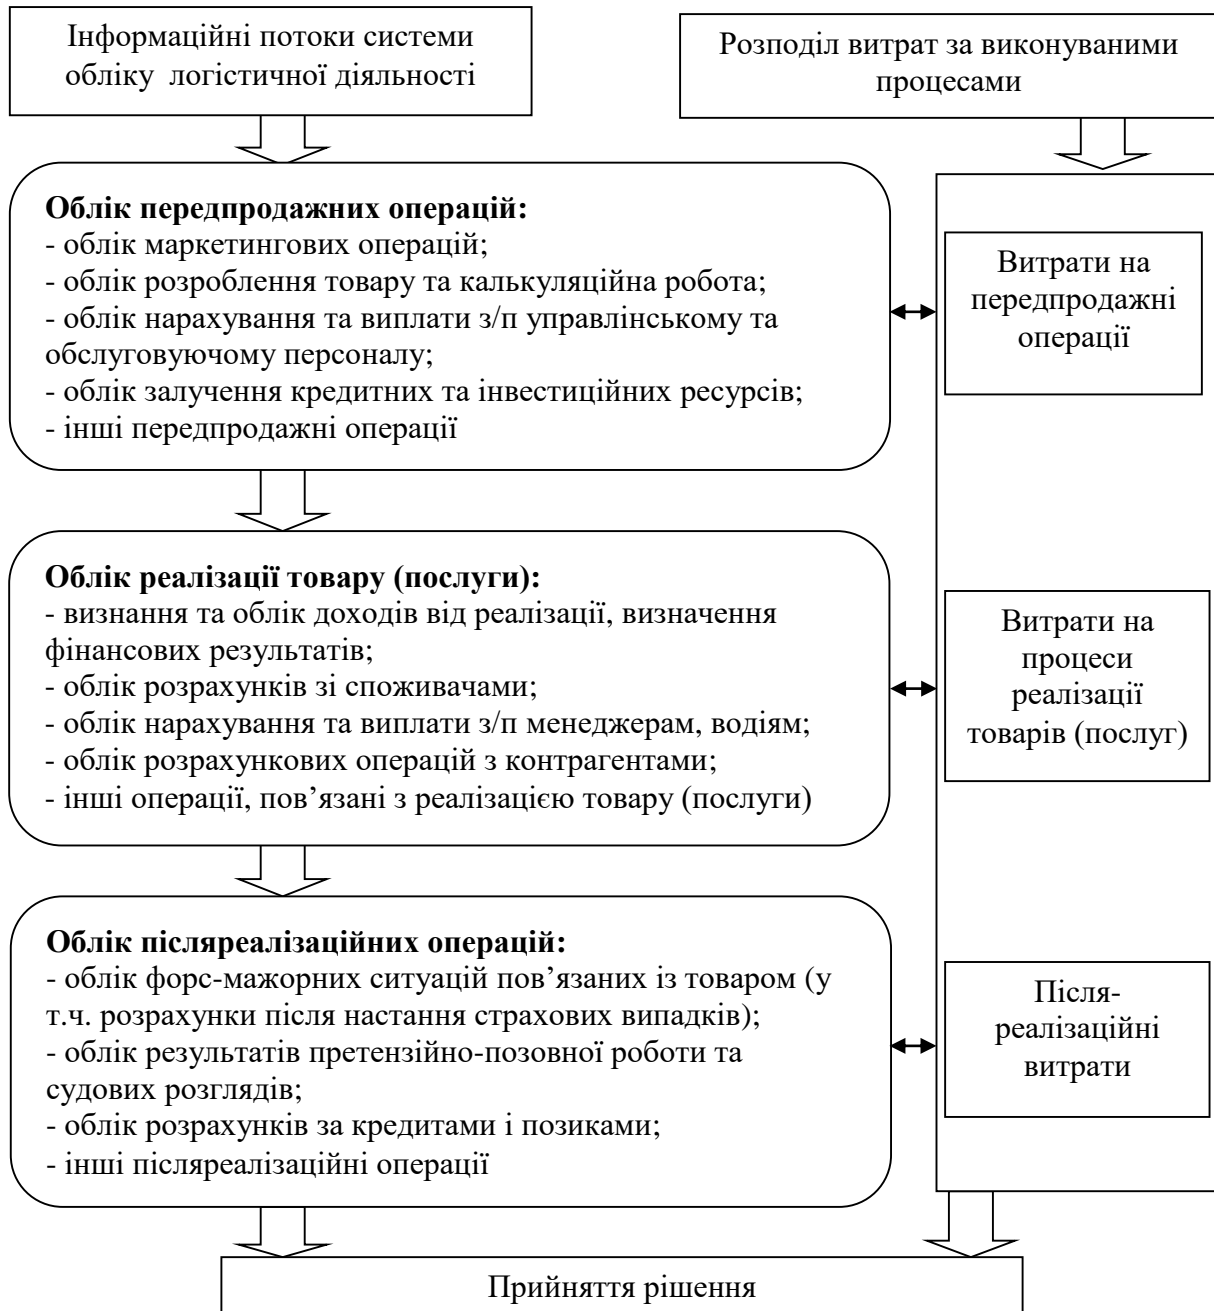 Інформаційні потоки системи
обліку логістичної діяльності
Розподіл витрат за виконуваними
процесами
Облік передпродажних операцій:
- облік маркетингових операцій;
- облік розроблення товару та калькуляційна робота;
- облік нарахування та виплати з/п управлінському та
обслуговуючому персоналу;
- облік залучення кредитних та інвестиційних ресурсів;
- інші передпродажні операції
Витрати на
передпродажні
операції
Облік реалізації товару (послуги):
- визнання та облік доходів від реалізації, визначення
фінансових результатів;
- облік розрахунків зі споживачами;
- облік нарахування та виплати з/п менеджерам, водіям;
- облік розрахункових операцій з контрагентами;
- інші операції, пов’язані з реалізацією товару (послуги)
Витрати на
процеси
реалізації
товарів (послуг)
Облік післяреалізаційних операцій:
- облік форс-мажорних ситуацій пов’язаних із товаром (у
т.ч. розрахунки після настання страхових випадків);
- облік результатів претензійно-позовної роботи та
судових розглядів;
- облік розрахунків за кредитами і позиками;
- інші післяреалізаційні операції
Після-
реалізаційні
витрати
Прийняття рішення